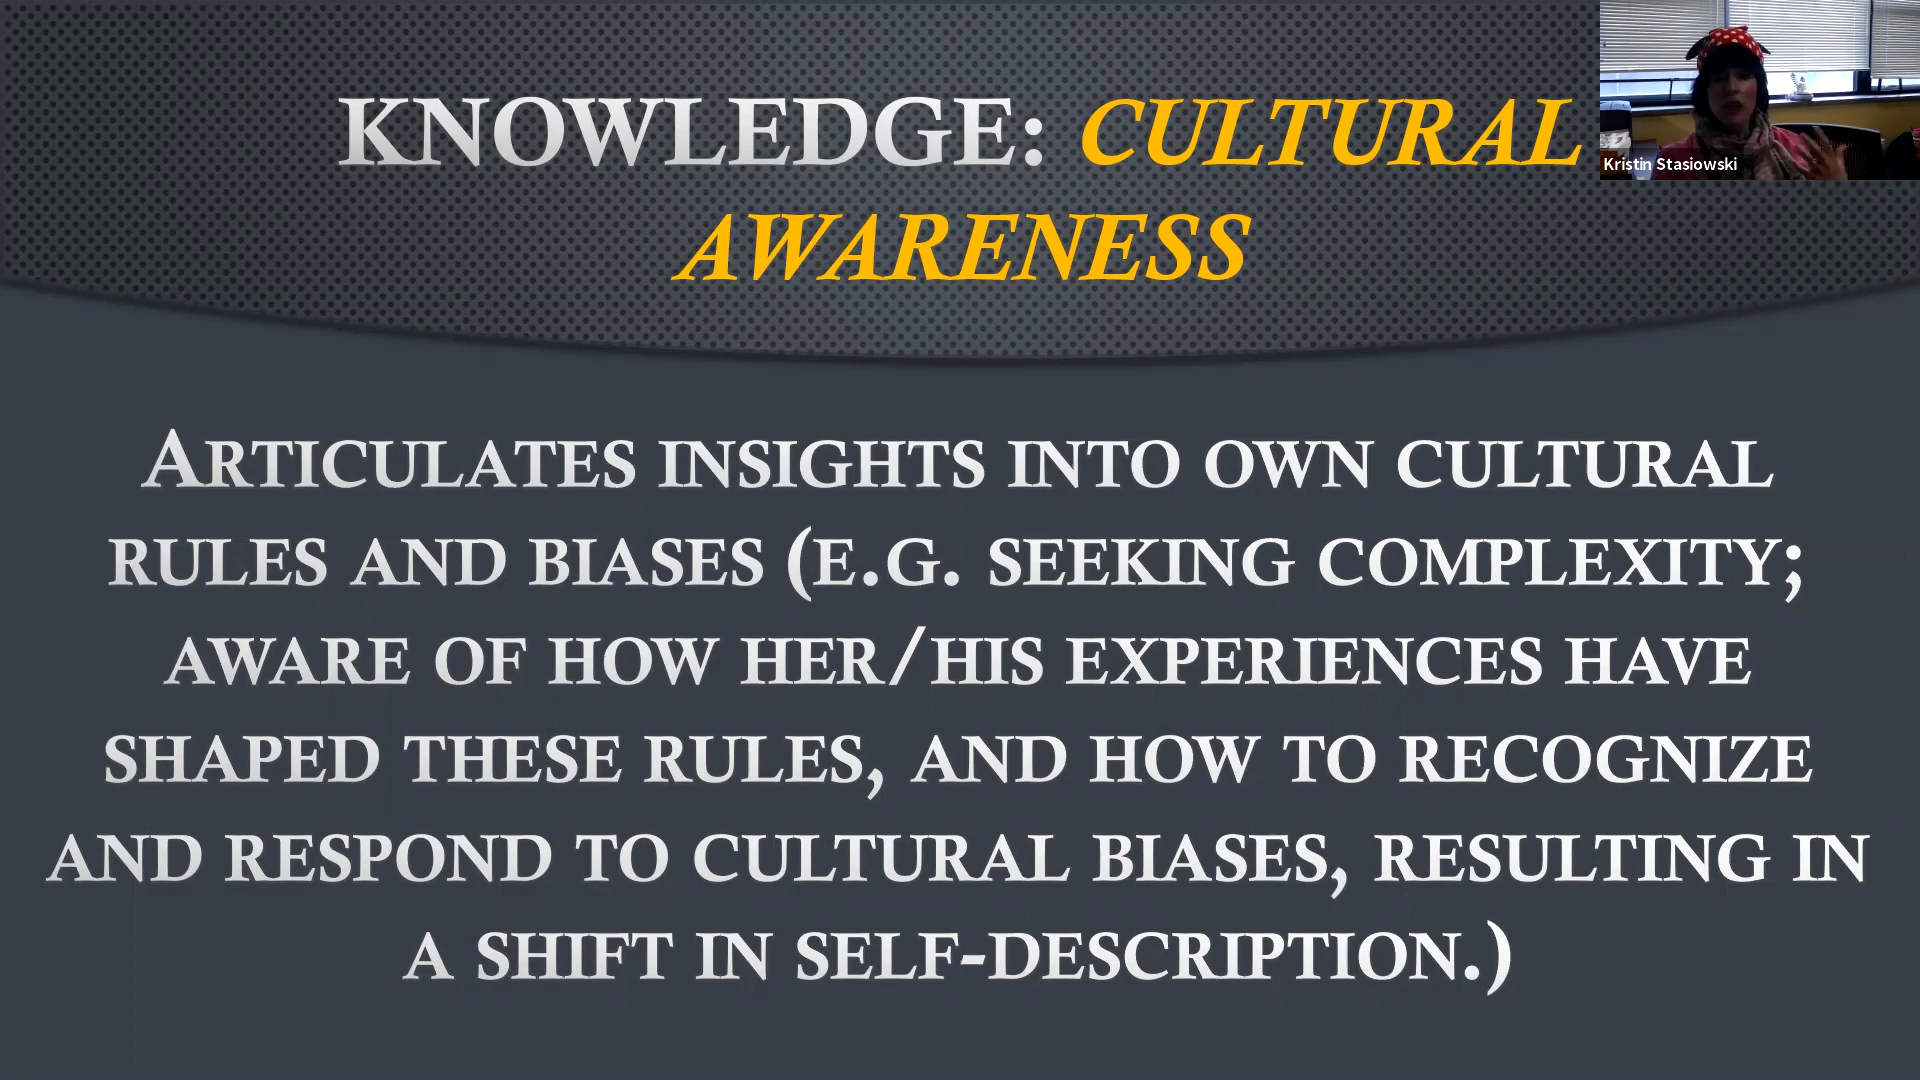 KNOWLEDGE: CULTURAL
AWARENESS
Kristin Stasiowski
ARTICULATES INSIGHTS INTO OWN CULTURAL
RULES AND BIASES (E.G. SEEKING COMPLEXITY;
AWARE OF HOW HER/HIS EXPERIENCES HAVE
SHAPED THESE RULES, AND HOW TO RECOGNIZE
AND RESPOND TO CULTURAL BIASES, RESULTING IN
A SHIFT IN SELF-DESCRIPTION.)